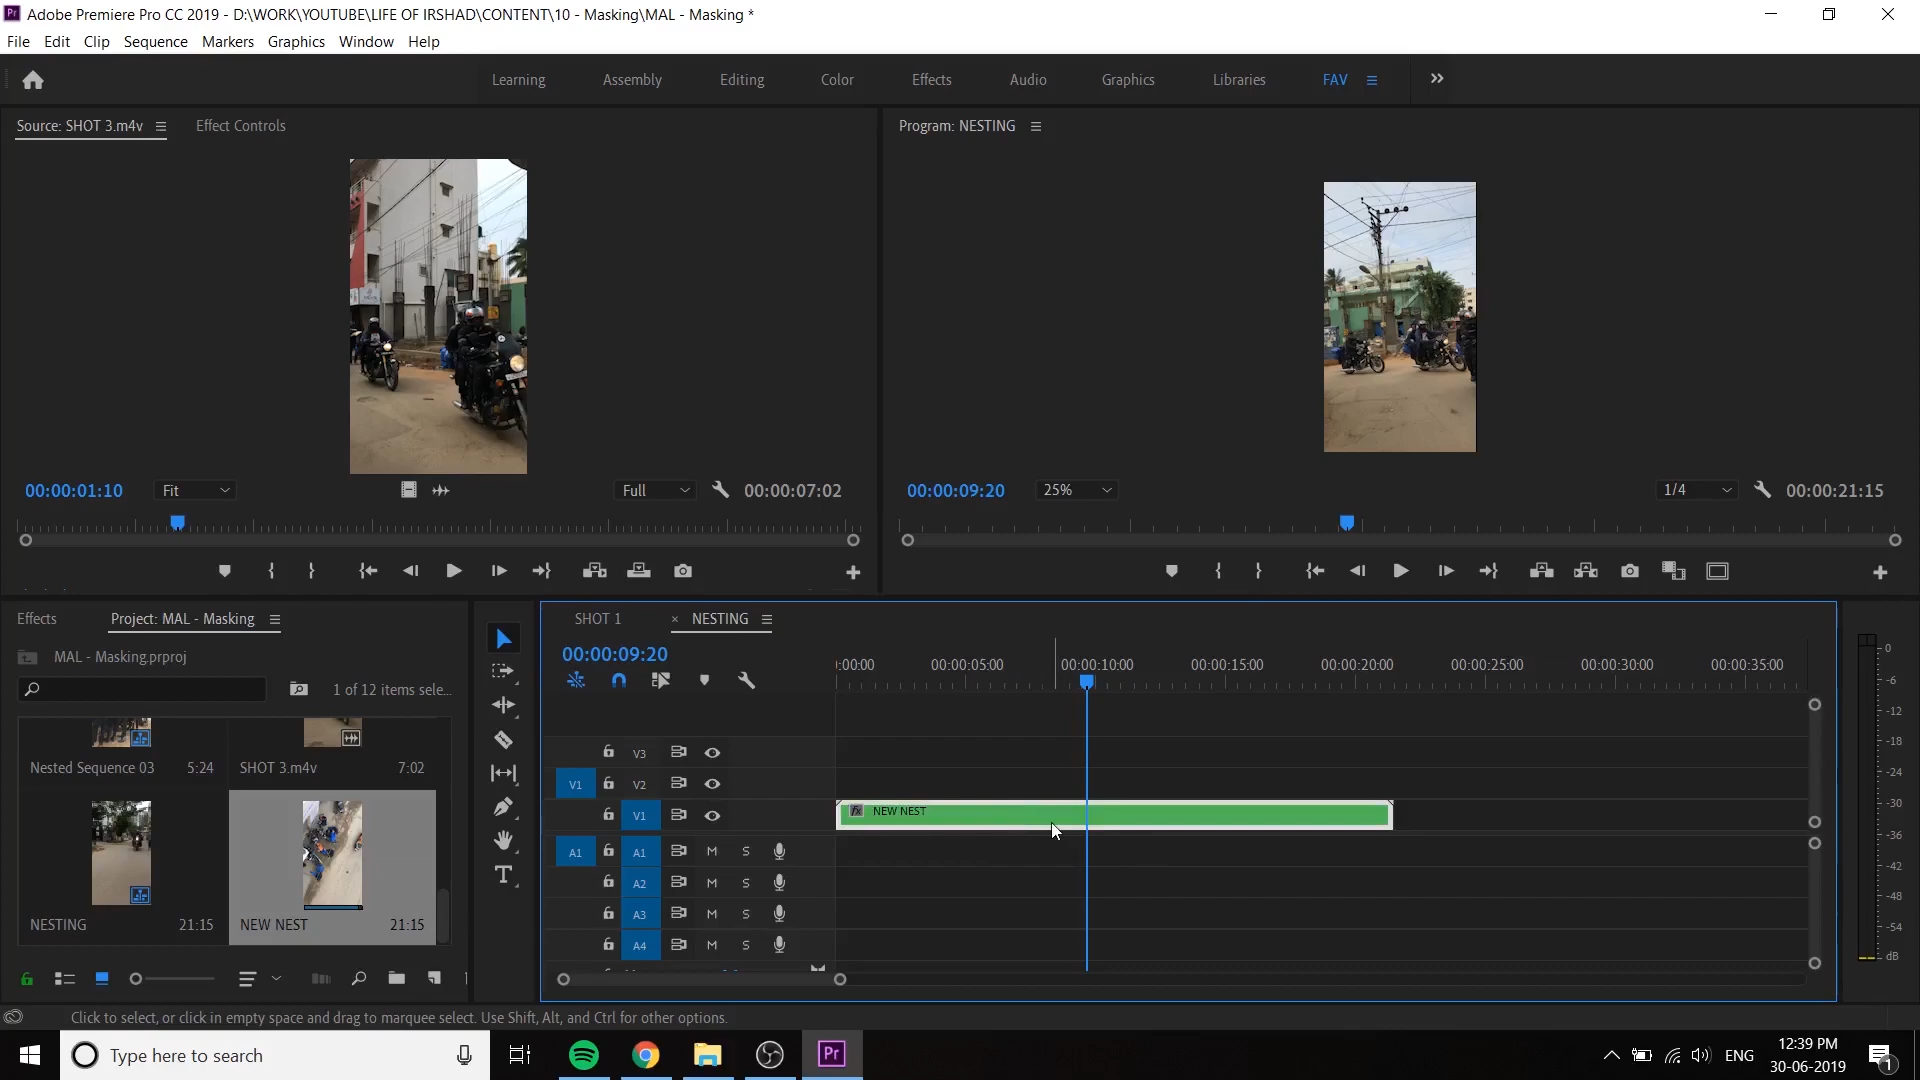 Pr Adobe Premiere Pro CC 2019 - D:\WORK\YOUTUBE\LIFE OF IRSHAD\CONTENT\10 - Masking\MAL - Masking *
File Edit Clip Sequence Markers Graphics Window Help
Learning Assembly Editing Color Effects Audio Graphics Libraries FAV
Source: SHOT 3.m4v Effect Controls
Program: NESTING
00:00:01:10 Fit Full 00:00:07:02
00:00:09:20 25% 1/4 00:00:21:15
Effects Project: MAL - Masking
MAL - Masking.prproj
1 of 12 items sele...
Nested Sequence 03 5:24 SHOT 3.m4v 7:02
NESTING 21:15 NEW NEST 21:15
SHOT 1 × NESTING
00:00:09:20
:00:00 00:00:05:00 00:00:10:00 00:00:15:00 00:00:20:00 00:00:25:00 00:00:30:00 00:00:35:00
V3
V1 V2
V1 fx NEW NEST
A1 A1 M S
A2 M S
A3 M S
A4 M S
0
-6
-12
-18
-24
-30
-36
-42
-48
-54
dB
Click to select, or click in empty space and drag to marquee select. Use Shift, Alt, and Ctrl for other options.
Type here to search
Pr
ENG
12:39 PM
30-06-2019
1